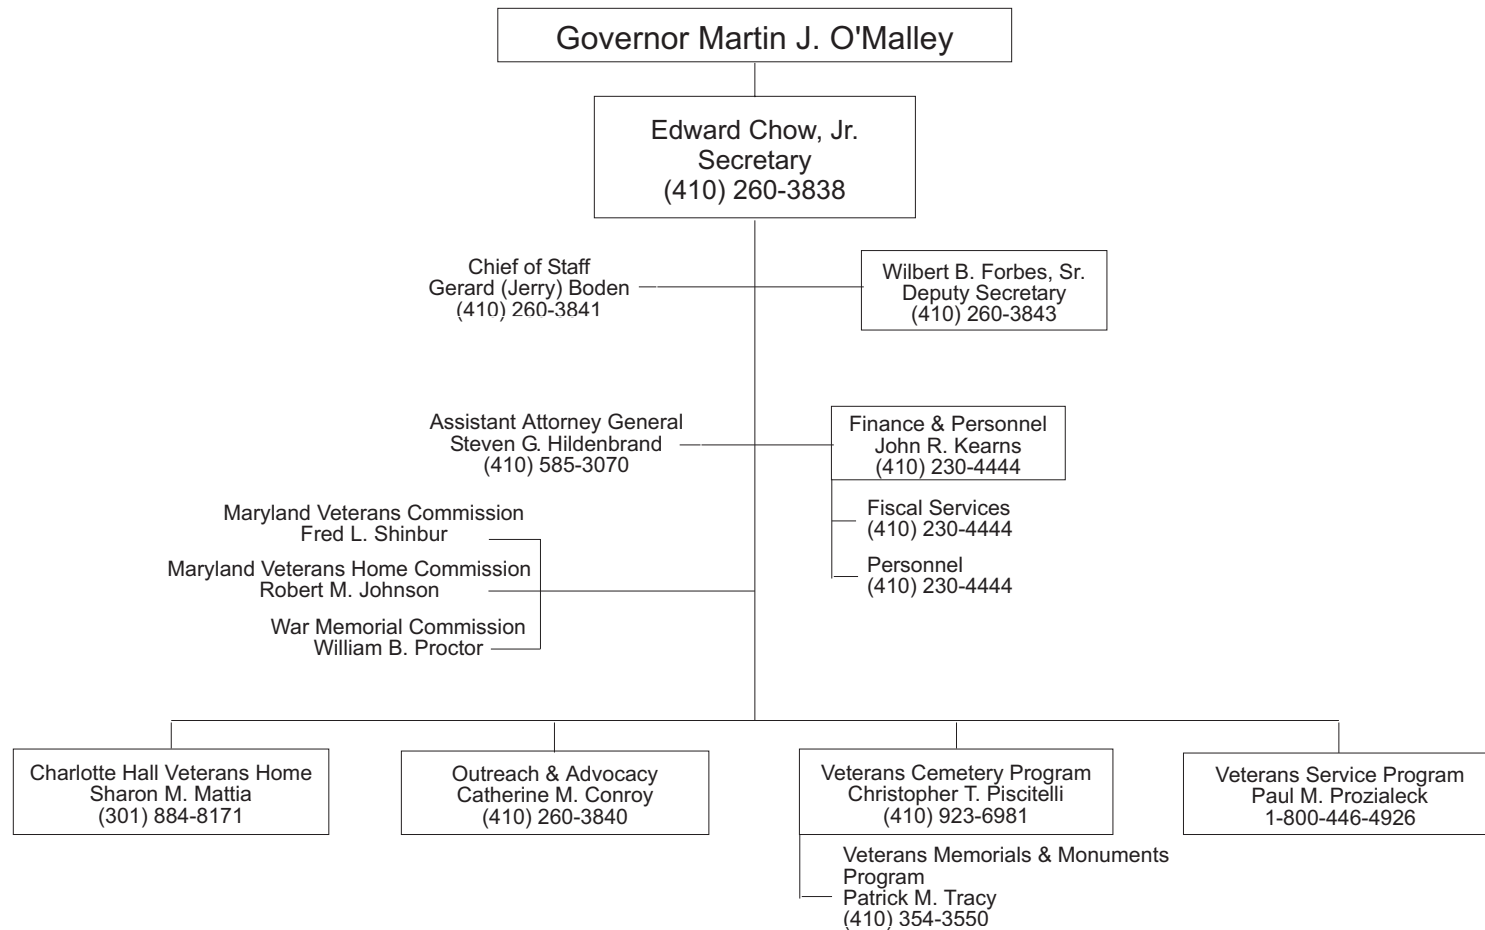 Governor Martin J. O'Malley
Edward Chow, Jr.
Secretary
(410) 260-3838
Chief of Staff
Gerard (Jerry) Boden
(410) 260-3841
Wilbert B. Forbes, Sr.
Deputy Secretary
(410) 260-3843
Assistant Attorney General
Steven G. Hildenbrand
(410) 585-3070
Finance & Personnel
John R. Kearns
(410) 230-4444
Fiscal Services
(410) 230-4444
Personnel
(410) 230-4444
Maryland Veterans Commission
Fred L. Shinbur
Maryland Veterans Home Commission
Robert M. Johnson
War Memorial Commission
William B. Proctor
Charlotte Hall Veterans Home
Sharon M. Mattia
(301) 884-8171
Outreach & Advocacy
Catherine M. Conroy
(410) 260-3840
Veterans Cemetery Program
Christopher T. Piscitelli
(410) 923-6981
Veterans Memorials & Monuments
Program
Patrick M. Tracy
(410) 354-3550
Veterans Service Program
Paul M. Prozialeck
1-800-446-4926